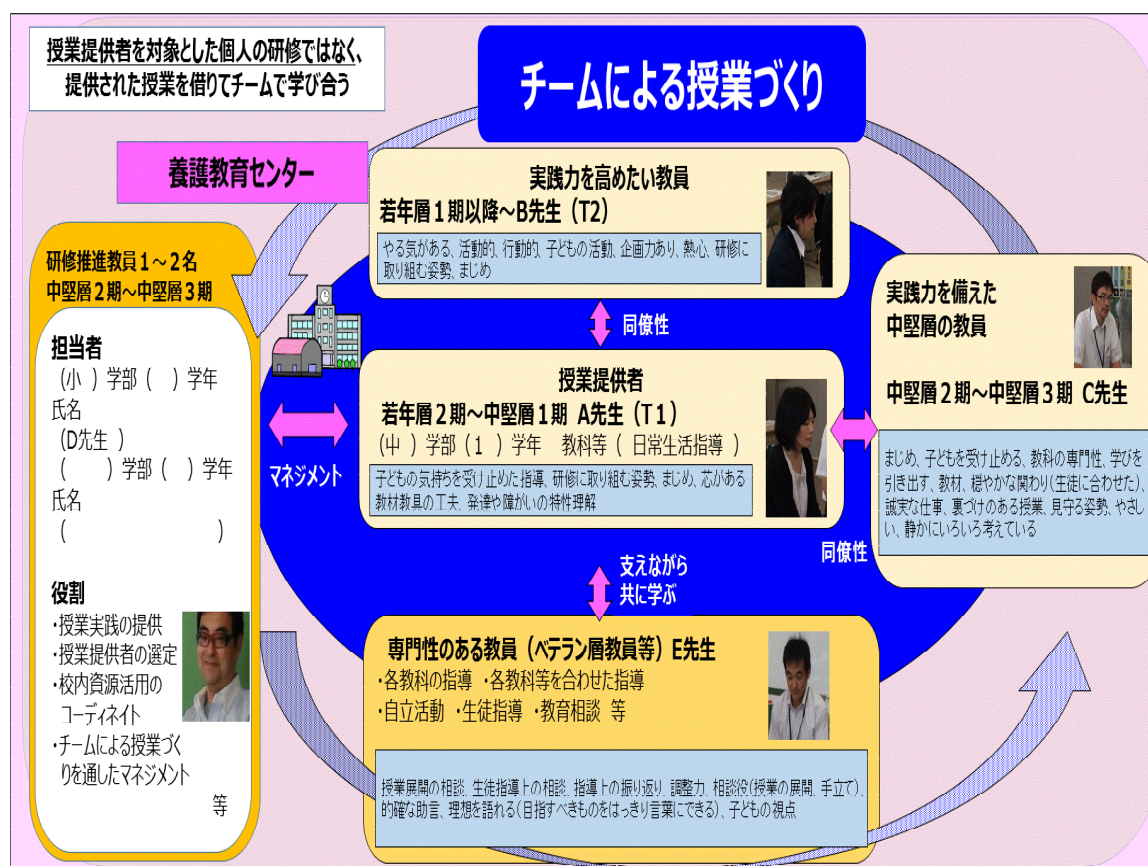 授業提供者を対象とした個人の研修ではなく、
提供された授業を借りてチームで学び合う
チームによる授業づくり
養護教育センター
実践力を高めたい教員
若年層１期以降～B先生（T2）
やる気がある、活動的、行動的、子どもの活動、企画力あり、熱心、研修に
取り組む姿勢、まじめ
研修推進教員１～２名
中堅層２期～中堅層３期
担当者
（小 ）学部（　）学年
氏名
（D先生 ）
（　　）学部（　）学年
氏名
（　　　　　　　）
役割
・授業実践の提供
・授業提供者の選定
・校内資源活用の
コーディネイト
・チームによる授業づく
りを通したマネジメント
等
マネジメント
同僚性
授業提供者
若年層２期～中堅層１期 A先生（T１）
（中 ）学部（1 ）学年　教科等（ 日常生活指導 ）
子どもの気持ちを受け止めた指導、研修に取り組む姿勢、まじめ、芯がある
教材教具の工夫、発達や障がいの特性理解
実践力を備えた
中堅層の教員
中堅層２期～中堅層３期 C先生
まじめ、子どもを受け止める、教科の専門性、学びを
引き出す、教材、穏やかな関わり（生徒に合わせた）、
誠実な仕事、裏づけのある授業、見守る姿勢、やさし
い、静かにいろいろ考えている
同僚性
支えながら
共に学ぶ
専門性のある教員（ベテラン層教員等）E先生
・各教科の指導 ・各教科等を合わせた指導
・自立活動 ・生徒指導 ・教育相談 等
授業展開の相談、生徒指導上の相談、指導上の振り返り、調整力、相談役（授業の展開、手立て）、
的確な助言、理想を語れる（目指すべきものをはっきり言葉にできる）、子どもの視点